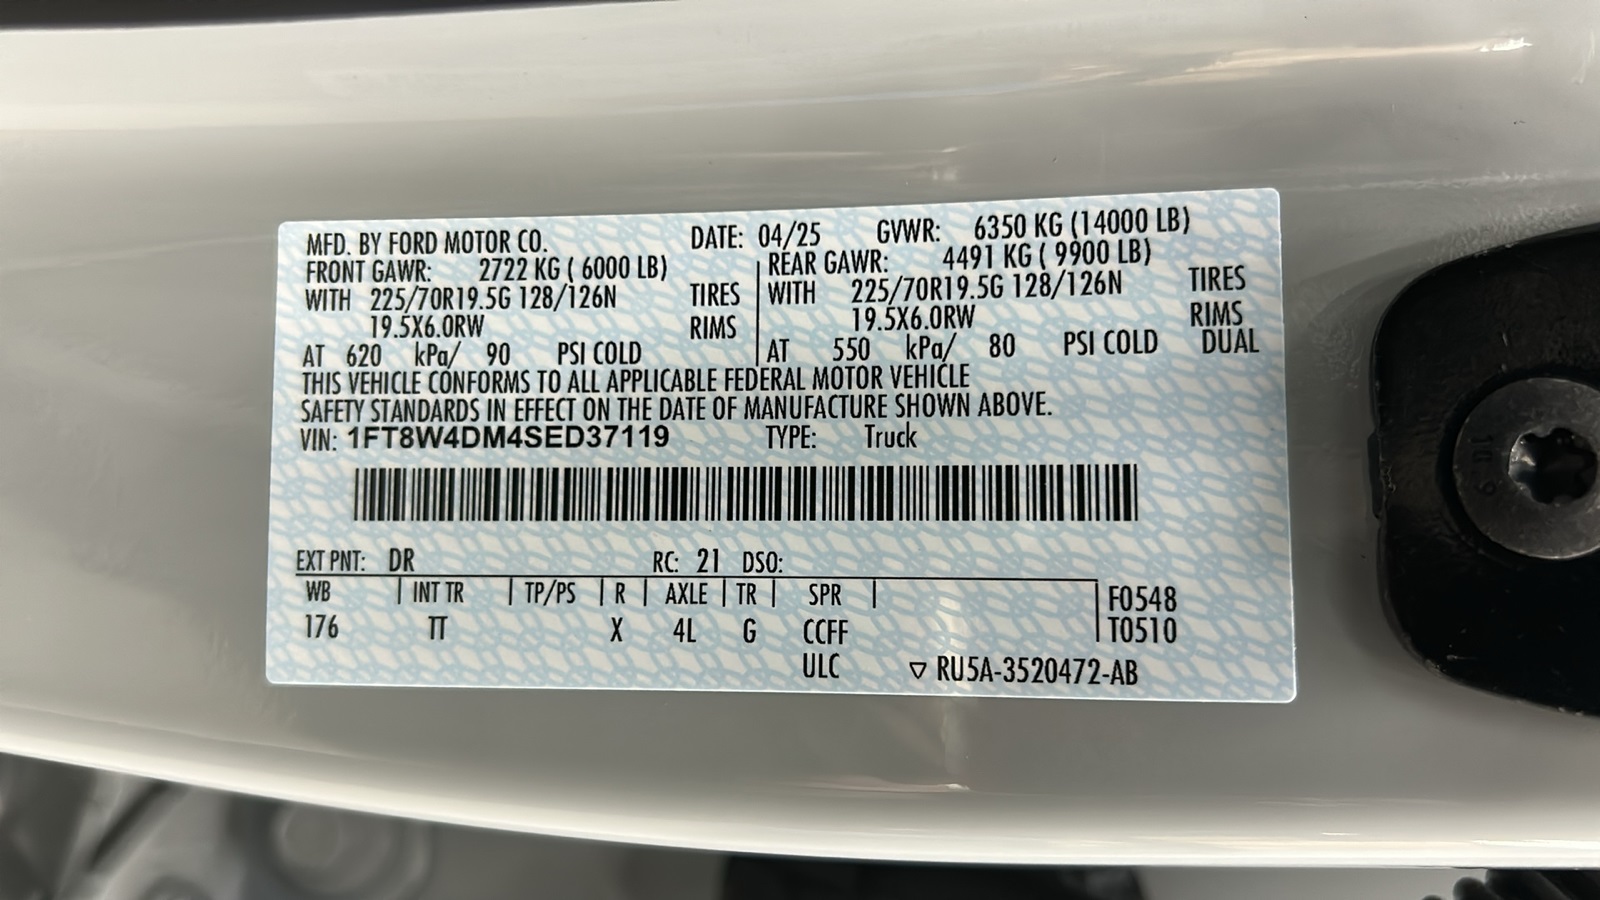 MFD. BY FORD MOTOR CO. DATE: 04/25 GVWR: 6350 KG (14000 LB)
FRONT GAWR: 2722 KG ( 6000 LB) REAR GAWR: 4491 KG ( 9900 LB)
WITH 225/70R19.5G 128/126N TIRES WITH 225/70R19.5G 128/126N TIRES
19.5X6.0RW RIMS 19.5X6.0RW RIMS
AT 620 kPa/ 90 PSI COLD AT 550 kPa/ 80 PSI COLD DUAL
THIS VEHICLE CONFORMS TO ALL APPLICABLE FEDERAL MOTOR VEHICLE
SAFETY STANDARDS IN EFFECT ON THE DATE OF MANUFACTURE SHOWN ABOVE.
VIN: 1FT8W4DM4SED37119 TYPE: Truck
EXT PNT: DR RC: 21 DSO:
WB | INT TR | TP/PS | R | AXLE | TR | SPR | F0548
176 TT X 4L G CCFF T0510
ULC ▽ RU5A-3520472-AB
10.9